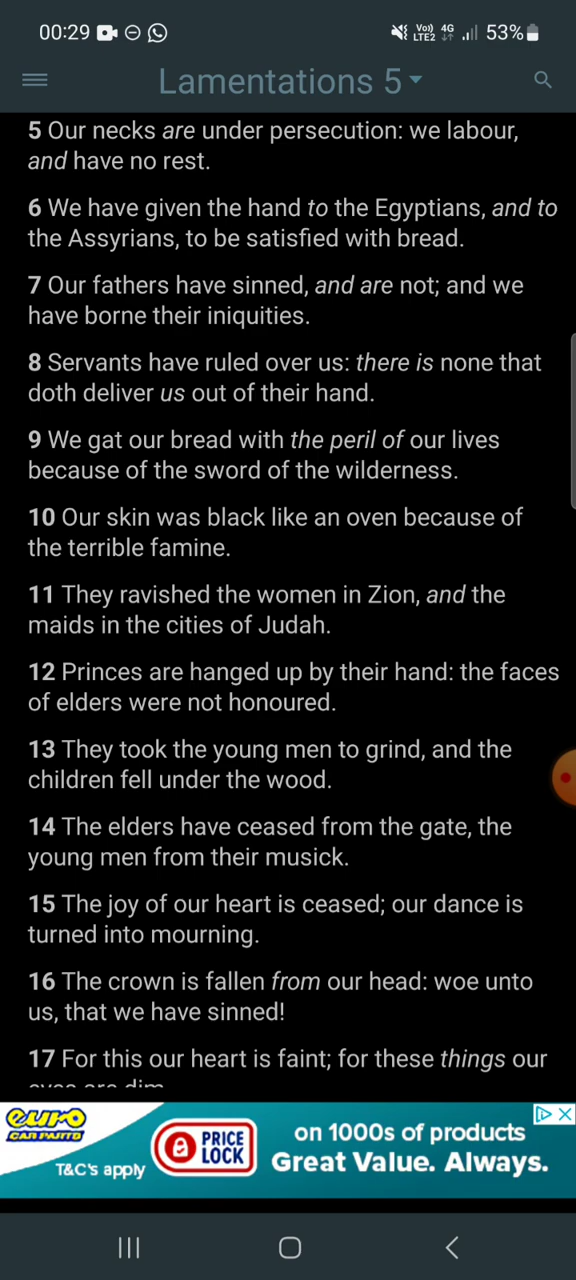 00:29
Vo)) LTE2 4G 53%
Lamentations 5
5 Our necks are under persecution: we labour,
and have no rest.
6 We have given the hand to the Egyptians, and to
the Assyrians, to be satisfied with bread.
7 Our fathers have sinned, and are not; and we
have borne their iniquities.
8 Servants have ruled over us: there is none that
doth deliver us out of their hand.
9 We gat our bread with the peril of our lives
because of the sword of the wilderness.
10 Our skin was black like an oven because of
the terrible famine.
11 They ravished the women in Zion, and the
maids in the cities of Judah.
12 Princes are hanged up by their hand: the faces
of elders were not honoured.
13 They took the young men to grind, and the
children fell under the wood.
14 The elders have ceased from the gate, the
young men from their musick.
15 The joy of our heart is ceased; our dance is
turned into mourning.
16 The crown is fallen from our head: woe unto
us, that we have sinned!
17 For this our heart is faint; for these things our
eyes are dim
euro
CAR PARTS
T&C's apply
PRICE
LOCK
on 1000s of products
Great Value. Always.